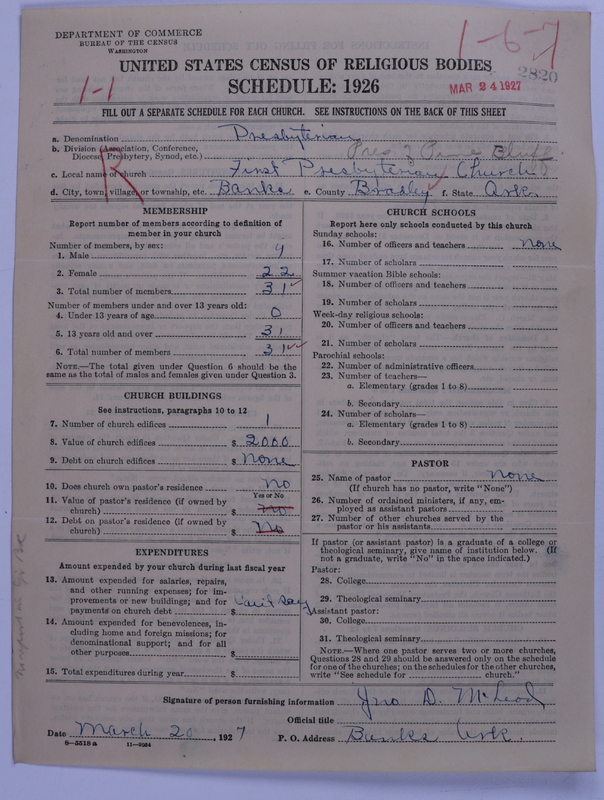 DEPARTMENT OF COMMERCE
BUREAU OF THE CENSUS
WASHINGTON
1-6-7
2820
UNITED STATES CENSUS OF RELIGIOUS BODIES
1-1
SCHEDULE: 1926
MAR 24 1927
FILL OUT A SEPARATE SCHEDULE FOR EACH CHURCH. SEE INSTRUCTIONS ON THE BACK OF THIS SHEET
a. Denomination Presbyterian
b. Division (Association, Conference, Diocese, Presbytery, Synod, etc.) Pres. of Pine Bluff
R
c. Local name of church First Presbyterian Church
d. City, town, village, or township, etc. Banks e. County Bradley f. State Ark.
MEMBERSHIP
Report number of members according to definition of
member in your church
Number of members, by sex:
1. Male 9
2. Female 22
3. Total number of members 31
Number of members under and over 13 years old:
4. Under 13 years of age 0
5. 13 years old and over 31
6. Total number of members 31
NOTE.—The total given under Question 6 should be the
same as the total of males and females given under Question 3.
CHURCH BUILDINGS
See instructions, paragraphs 10 to 12
7. Number of church edifices 1
8. Value of church edifices $ 2000
9. Debt on church edifices $ None
10. Does church own pastor's residence No
Yes or No
11. Value of pastor's residence (if owned by
church) $ No
12. Debt on pastor's residence (if owned by
church) $ No
EXPENDITURES
Amount expended by your church during last fiscal year
13. Amount expended for salaries, repairs,
and other running expenses; for im-
provements or new buildings; and for
payments on church debt $ Can't say
14. Amount expended for benevolences, in-
cluding home and foreign missions; for
denominational support; and for all
other purposes $
15. Total expenditures during year $
CHURCH SCHOOLS
Report here only schools conducted by this church
Sunday schools:
16. Number of officers and teachers none
17. Number of scholars
Summer vacation Bible schools:
18. Number of officers and teachers
19. Number of scholars
Week-day religious schools:
20. Number of officers and teachers
21. Number of scholars
Parochial schools:
22. Number of administrative officers
23. Number of teachers—
a. Elementary (grades 1 to 8)
b. Secondary
24. Number of scholars—
a. Elementary (grades 1 to 8)
b. Secondary
PASTOR
25. Name of pastor none
(If church has no pastor, write "None")
26. Number of ordained ministers, if any, em-
ployed as assistant pastors
27. Number of other churches served by the
pastor or his assistants
If pastor (or assistant pastor) is a graduate of a college or
theological seminary, give name of institution below. (If
not a graduate, write "No" in the space indicated.)
Pastor:
28. College
29. Theological seminary
Assistant pastor:
30. College
31. Theological seminary
NOTE.—Where one pastor serves two or more churches,
Questions 28 and 29 should be answered only on the schedule
for one of the churches; on the schedules for the other churches,
write "See schedule for church."
Signature of person furnishing information Jno D. McLeod
Official title
Date March 20, 1927 P. O. Address Banks Ark.
8-5518 a 11-9264